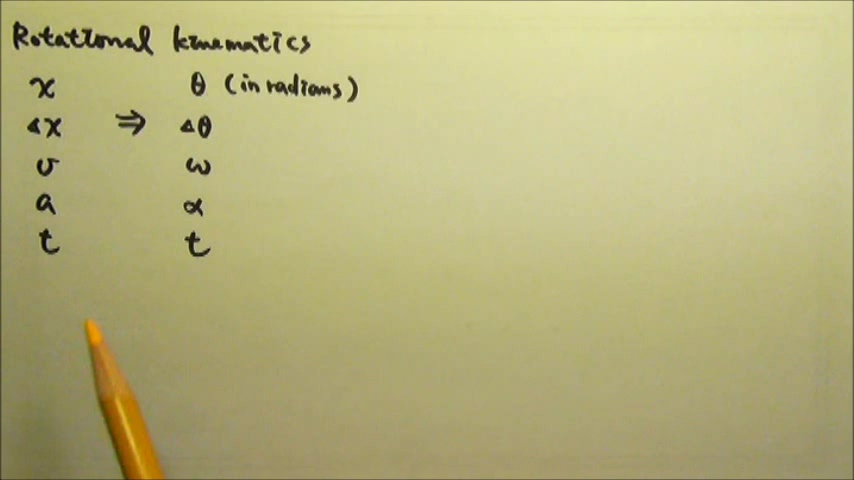 Rotational kinematics
x θ (in radians)
Δx ⇒ Δθ
v ω
a α
t t